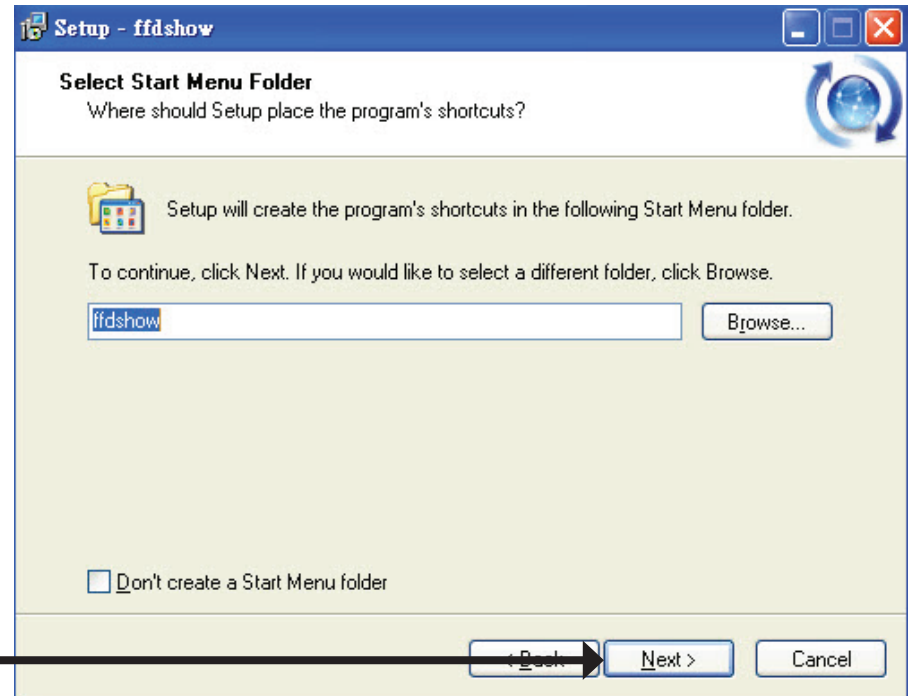 Setup - ffdshow
Select Start Menu Folder
Where should Setup place the program's shortcuts?
Setup will create the program's shortcuts in the following Start Menu folder.
To continue, click Next. If you would like to select a different folder, click Browse.
ffdshow
Browse...
Don't create a Start Menu folder
< Back
Next >
Cancel